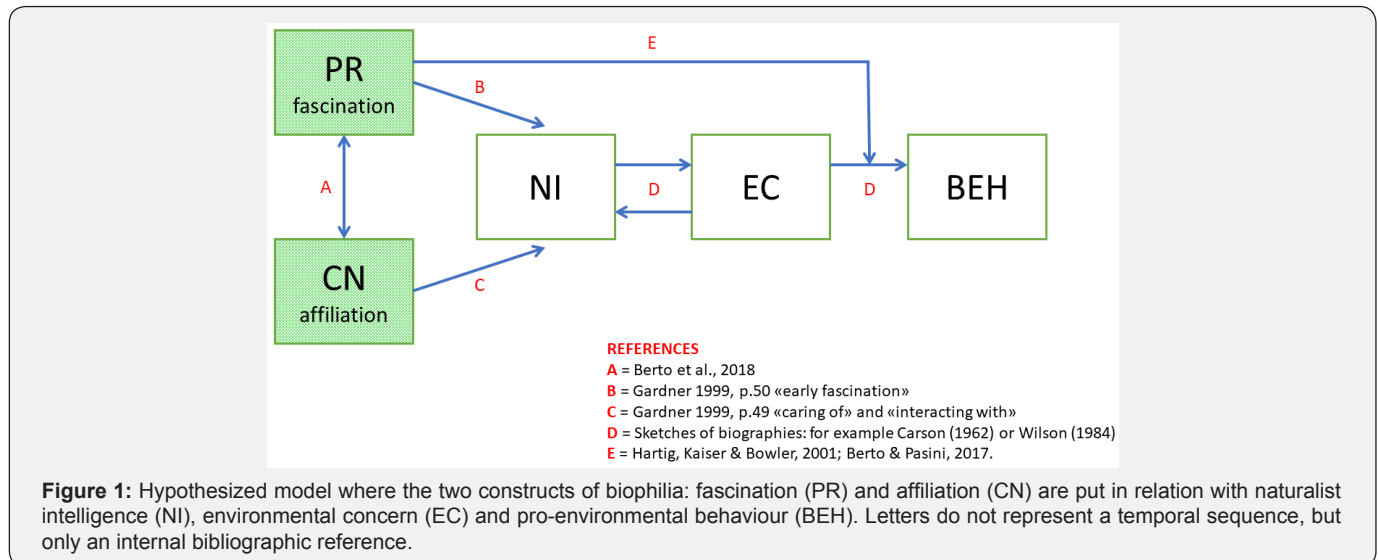 PR
fascination
E
B
A
NI
D
EC
D
BEH
CN
affiliation
C
REFERENCES
A = Berto et al., 2018
B = Gardner 1999, p.50 «early fascination»
C = Gardner 1999, p.49 «caring of» and «interacting with»
D = Sketches of biographies: for example Carson (1962) or Wilson (1984)
E = Hartig, Kaiser & Bowler, 2001; Berto & Pasini, 2017.
Figure 1: Hypothesized model where the two constructs of biophilia: fascination (PR) and affiliation (CN) are put in relation with naturalist
intelligence (NI), environmental concern (EC) and pro-environmental behaviour (BEH). Letters do not represent a temporal sequence, but
only an internal bibliographic reference.